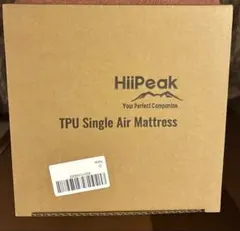 HiiPeak
Your Perfect Companion
TPU Single Air Mattress